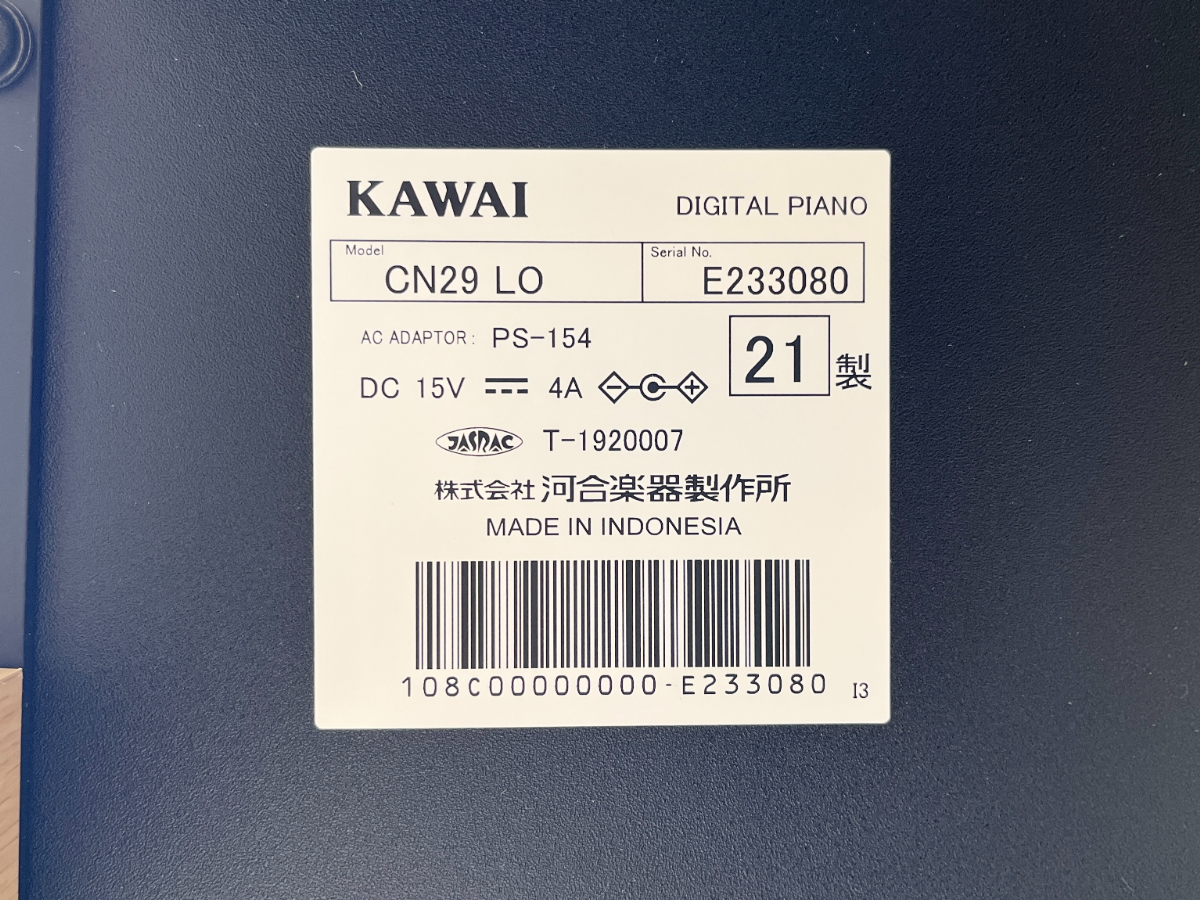 KAWAI DIGITAL PIANO
Model Serial No.
CN29 LO E233080
AC ADAPTOR: PS-154
21 製
DC 15V 4A
JASRAC T-1920007
株式会社 河合楽器製作所
MADE IN INDONESIA
108C00000000-E233080 I3